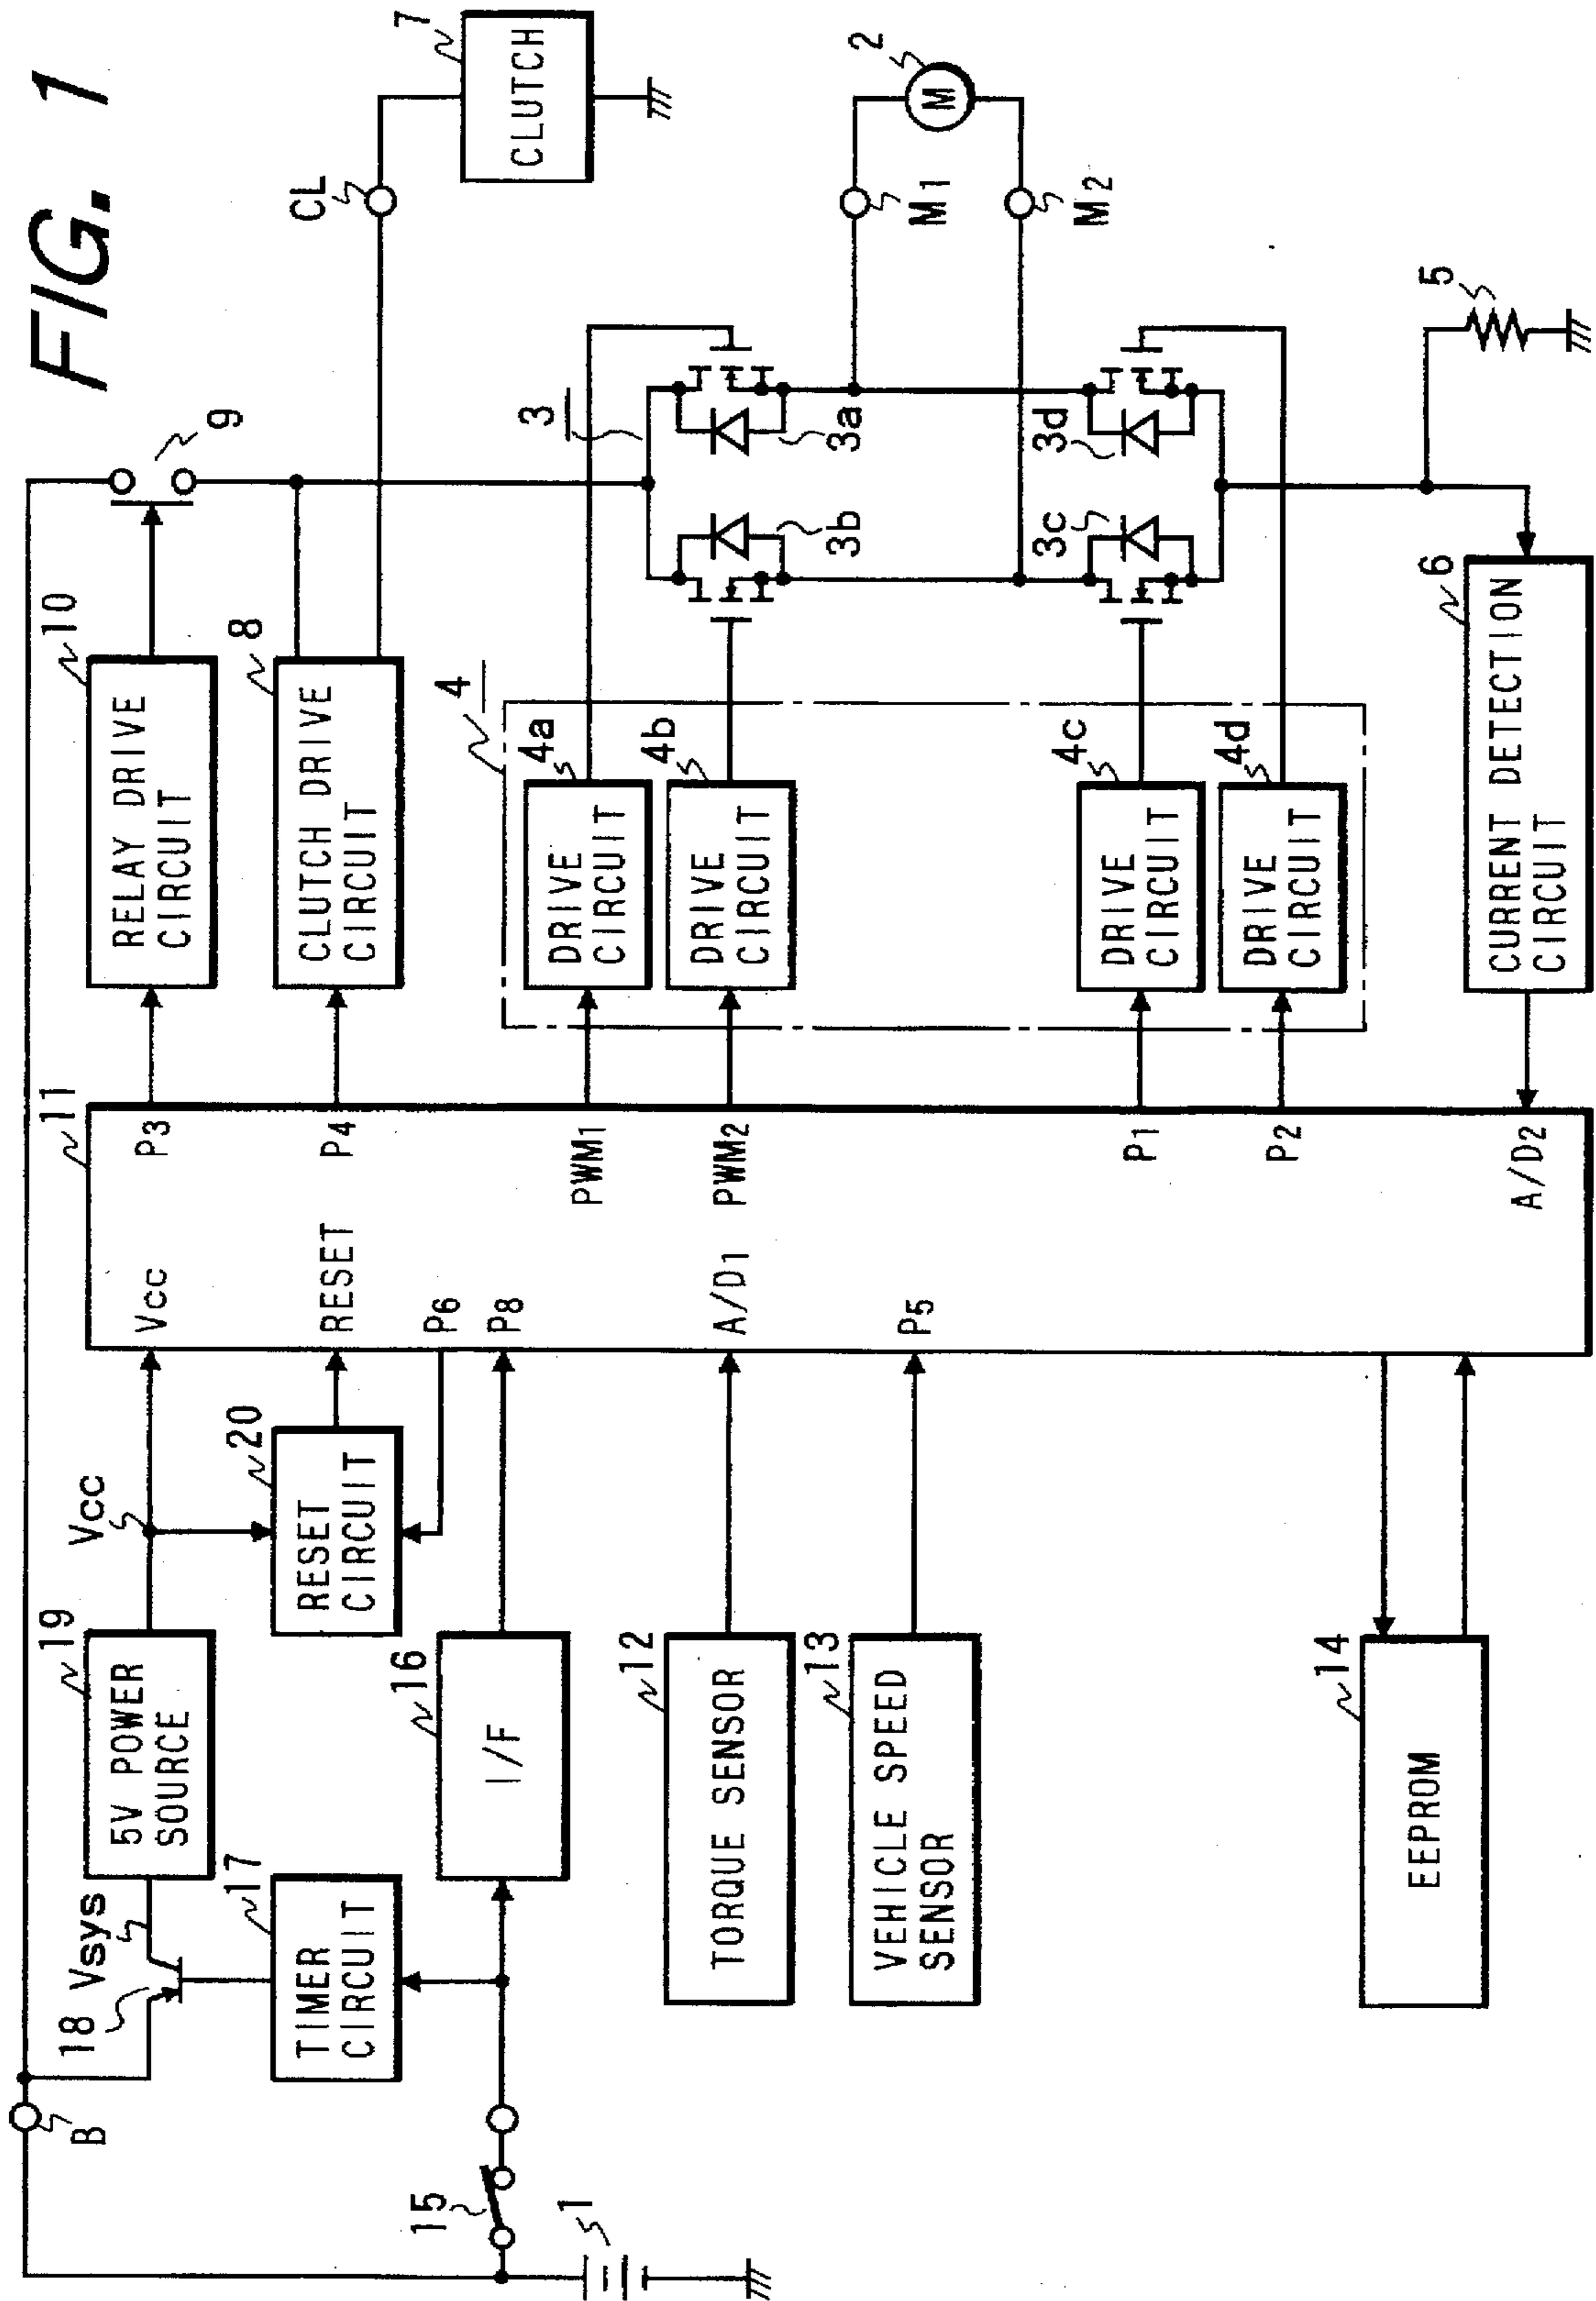 FIG. 1
B
18
Vsys
19
5V POWER
SOURCE
Vcc
17
TIMER
CIRCUIT
20
RESET
CIRCUIT
15
1
16
I/F
12
TORQUE SENSOR
13
VEHICLE SPEED
SENSOR
14
EEPROM
11
Vcc
RESET
P6
P8
A/D1
P5
P3
P4
PWM1
PWM2
P1
P2
A/D2
10
RELAY DRIVE
CIRCUIT
9
8
CLUTCH DRIVE
CIRCUIT
CL
7
CLUTCH
4
4a
DRIVE
CIRCUIT
4b
DRIVE
CIRCUIT
4c
DRIVE
CIRCUIT
4d
DRIVE
CIRCUIT
3
3a
3b
3c
3d
M1
M2
2
M
5
6
CURRENT DETECTION
CIRCUIT